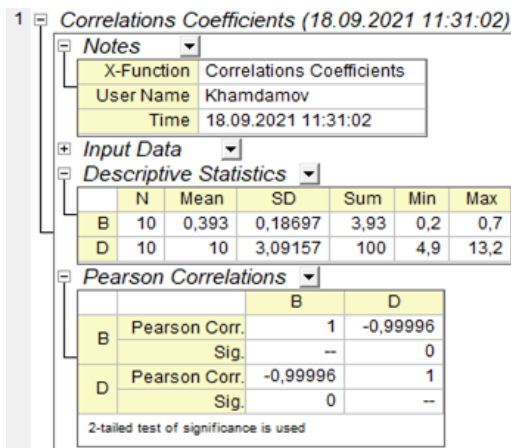 1 Correlations Coefficients (18.09.2021 11:31:02)
Notes
X-Function Correlations Coefficients
User Name Khamdamov
Time 18.09.2021 11:31:02
Input Data
Descriptive Statistics
N Mean SD Sum Min Max
B 10 0,393 0,18697 3,93 0,2 0,7
D 10 10 3,09157 100 4,9 13,2
Pearson Correlations
B D
B Pearson Corr. 1 -0,99996
Sig. -- 0
D Pearson Corr. -0,99996 1
Sig. 0 --
2-tailed test of significance is used